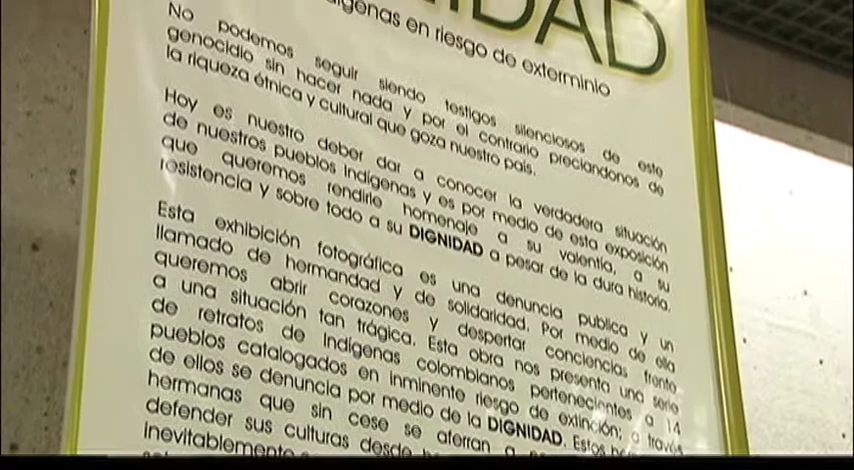 DAD
en riesgo de exterminio
No podemos seguir siendo testigos silenciosos de este
genocidio sin hacer nada y por el contrario preciandonos de
la riqueza étnica y cultural que goza nuestro país.
Hoy es nuestro deber dar a conocer la verdadera situación
de nuestros pueblos Indígenas y es por medio de esta exposición
que queremos rendirle homenaje a su valentía, a su
resistencia y sobre todo a su DIGNIDAD a pesar de la dura historia.
Esta exhibición fotográfica es una denuncia publica y un
llamado de hermandad y de solidaridad. Por medio de ella
queremos abrir corazones y despertar conciencias frente
a una situación tan trágica. Esta obra nos presenta una serie
de retratos de Indígenas colombianos pertenecientes a 14
pueblos catalogados en inminente riesgo de extinción; a través
de ellos se denuncia por medio de la DIGNIDAD. Estos
hermanas que sin cese se aferran a
defender sus culturas desde
inevitablemente